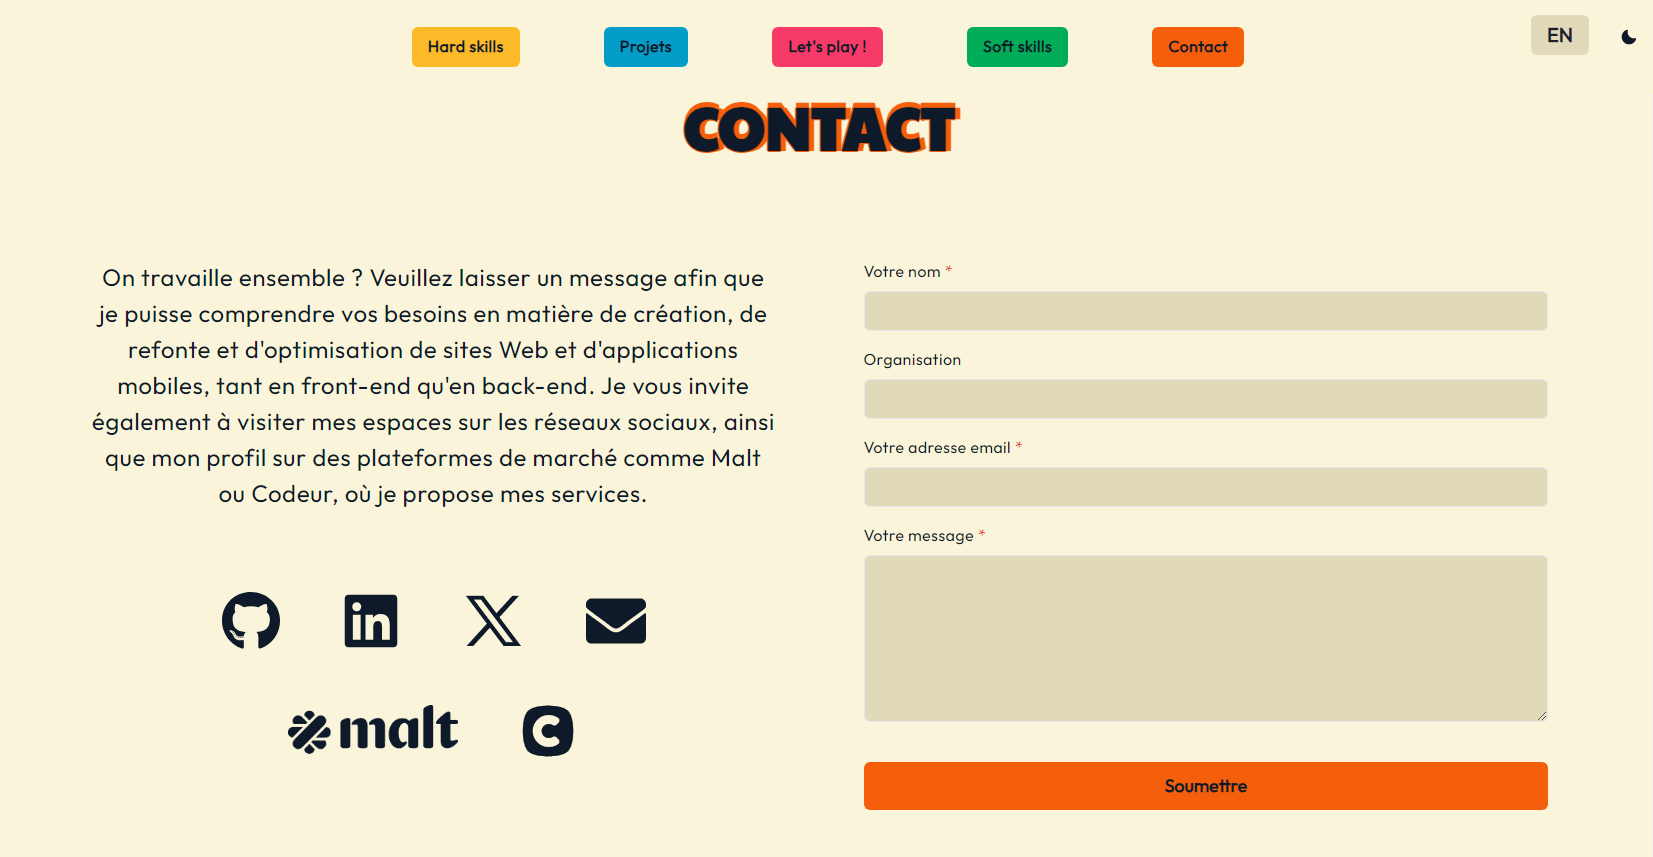 Hard skills
Projets
Let's play !
Soft skills
Contact
EN
CONTACT
On travaille ensemble ? Veuillez laisser un message afin que
je puisse comprendre vos besoins en matière de création, de
refonte et d'optimisation de sites Web et d'applications
mobiles, tant en front-end qu'en back-end. Je vous invite
également à visiter mes espaces sur les réseaux sociaux, ainsi
que mon profil sur des plateformes de marché comme Malt
ou Codeur, où je propose mes services.
in
malt
C
Votre nom *
Organisation
Votre adresse email *
Votre message *
Soumettre